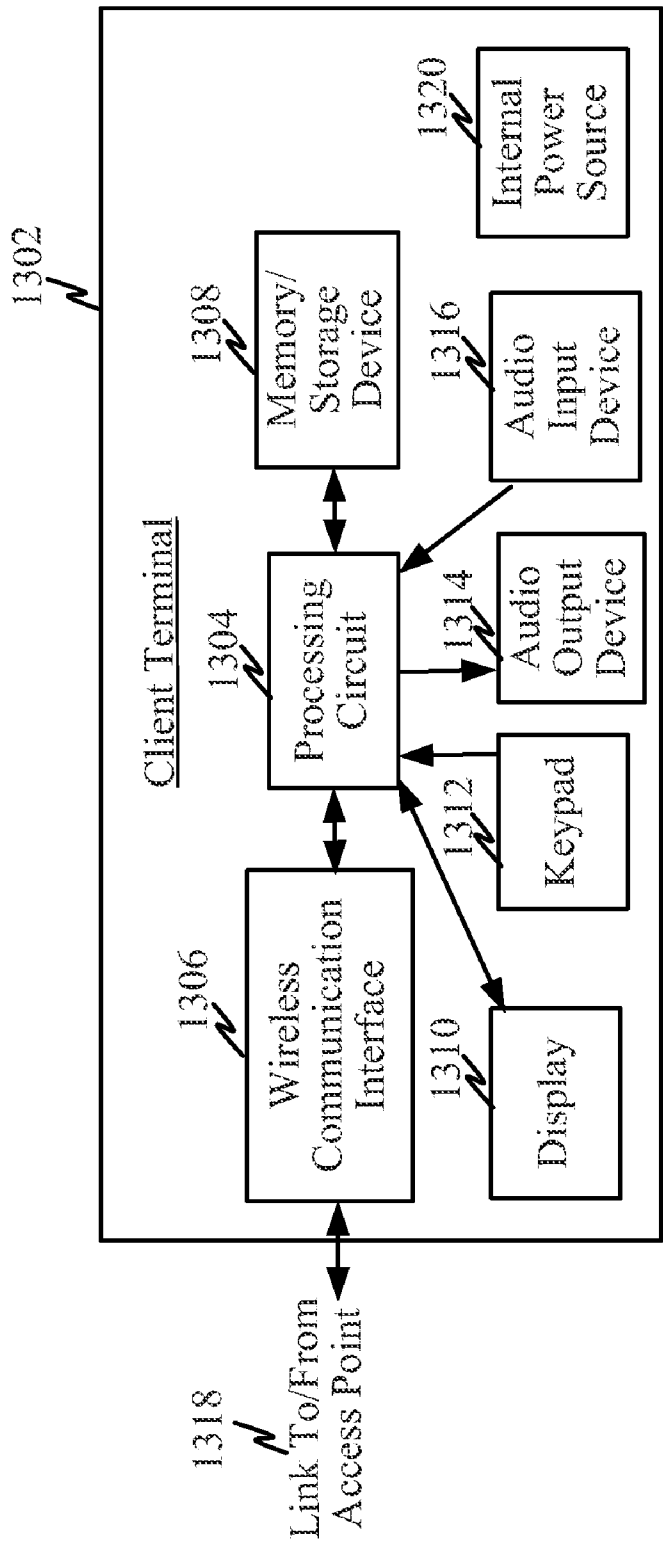 1302
Client Terminal
1306
Wireless
Communication
Interface
1304
Processing
Circuit
1308
Memory/
Storage
Device
1318
Link To/From
Access Point
1310
Display
1312
Keypad
1314
Audio
Output
Device
1316
Audio
Input
Device
1320
Internal
Power
Source